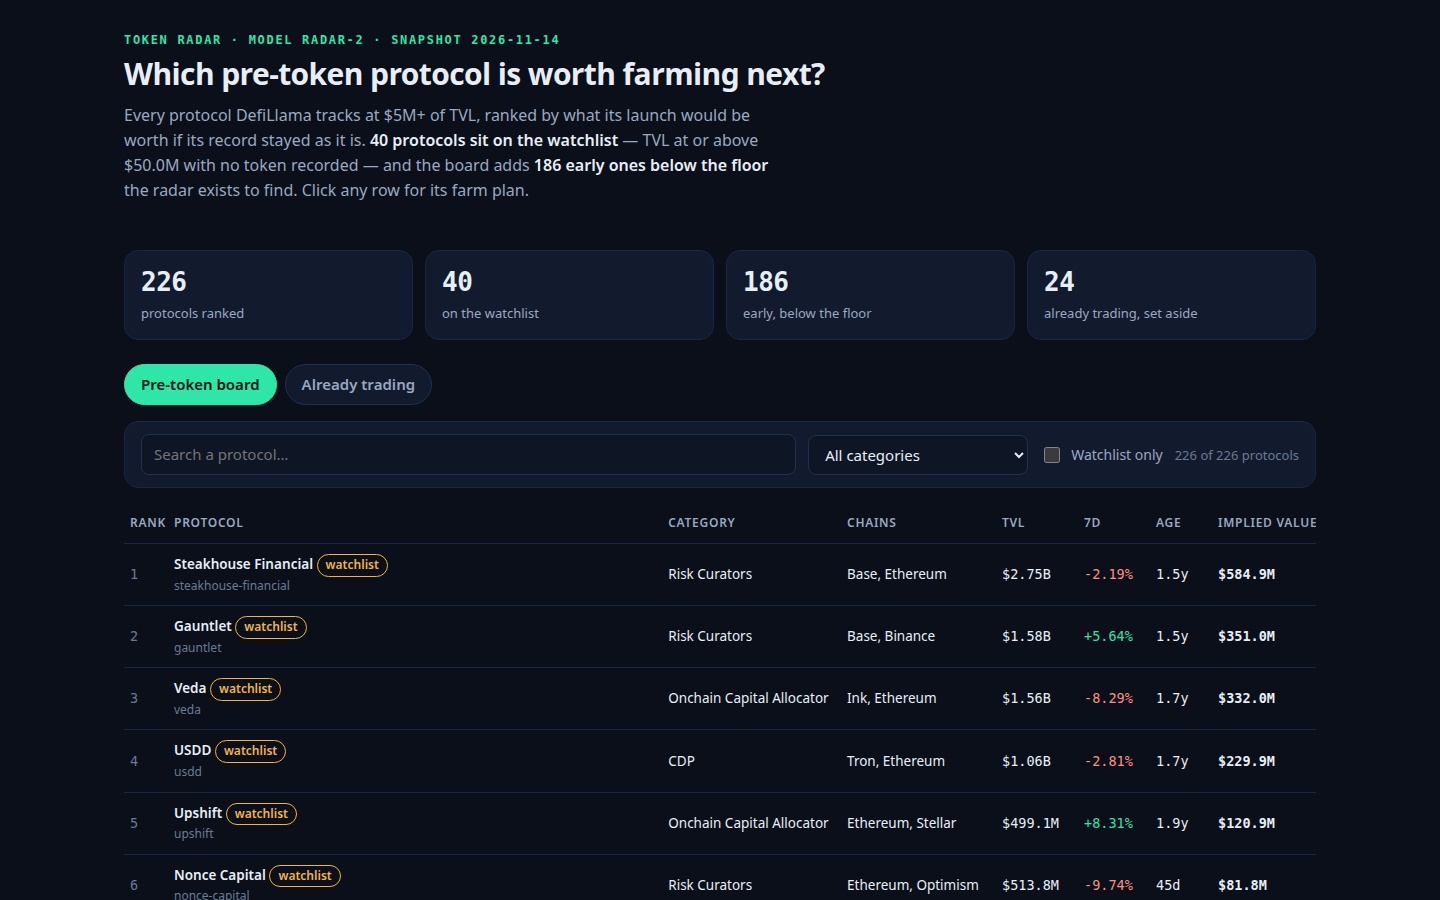 TOKEN RADAR · MODEL RADAR-2 · SNAPSHOT 2026-11-14
Which pre-token protocol is worth farming next?
Every protocol DefiLlama tracks at $5M+ of TVL, ranked by what its launch would be
worth if its record stayed as it is. 40 protocols sit on the watchlist — TVL at or above
$50.0M with no token recorded — and the board adds 186 early ones below the floor
the radar exists to find. Click any row for its farm plan.
226
protocols ranked
40
on the watchlist
186
early, below the floor
24
already trading, set aside
Pre-token board Already trading
Search a protocol... All categories Watchlist only 226 of 226 protocols
RANK PROTOCOL CATEGORY CHAINS TVL 7D AGE IMPLIED VALUE
1 Steakhouse Financial watchlist Risk Curators Base, Ethereum $2.75B -2.19% 1.5y $584.9M
steakhouse-financial
2 Gauntlet watchlist Risk Curators Base, Binance $1.58B +5.64% 1.5y $351.0M
gauntlet
3 Veda watchlist Onchain Capital Allocator Ink, Ethereum $1.56B -8.29% 1.7y $332.0M
veda
4 USDD watchlist CDP Tron, Ethereum $1.06B -2.81% 1.7y $229.9M
usdd
5 Upshift watchlist Onchain Capital Allocator Ethereum, Stellar $499.1M +8.31% 1.9y $120.9M
upshift
6 Nonce Capital watchlist Risk Curators Ethereum, Optimism $513.8M -9.74% 45d $81.8M
nonce-capital